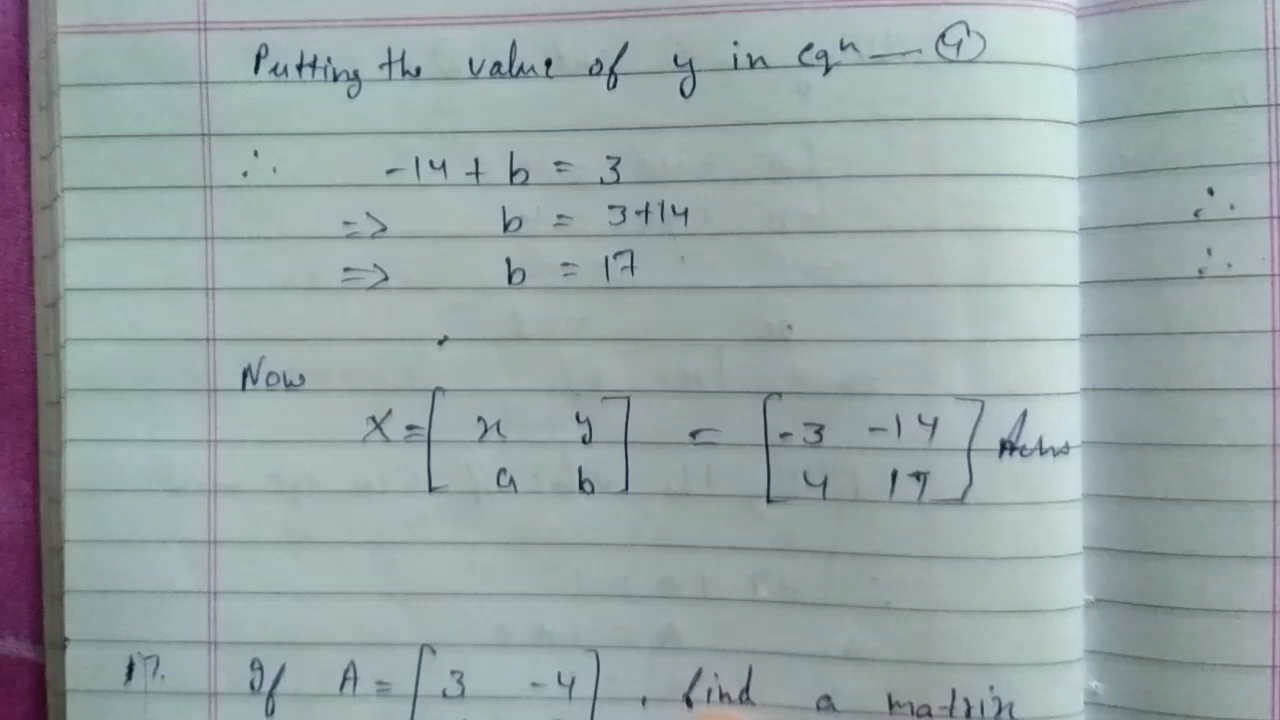 Putting the value of y in eqn — 4
∴ -14 + b = 3
=> b = 3+14
=> b = 17
Now
X = [ x y ] = [ -3 -14 ] Ans
a b 4 17
17. If A = [ 3 -4 ] , find a matrix
∴
∴